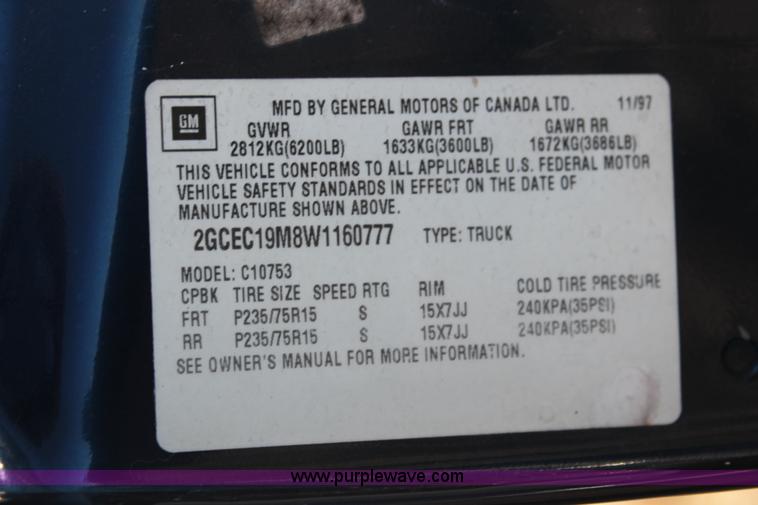 GM
MFD BY GENERAL MOTORS OF CANADA LTD. 11/97
GVWR GAWR FRT GAWR RR
2812KG(6200LB) 1633KG(3600LB) 1672KG(3686LB)
THIS VEHICLE CONFORMS TO ALL APPLICABLE U.S. FEDERAL MOTOR
VEHICLE SAFETY STANDARDS IN EFFECT ON THE DATE OF
MANUFACTURE SHOWN ABOVE.
2GCEC19M8W1160777 TYPE: TRUCK
MODEL: C10753
CPBK TIRE SIZE SPEED RTG RIM COLD TIRE PRESSURE
FRT P235/75R15 S 15X7JJ 240KPA(35PSI)
RR P235/75R15 S 15X7JJ 240KPA(35PSI)
SEE OWNER'S MANUAL FOR MORE INFORMATION.
www.purplewave.com